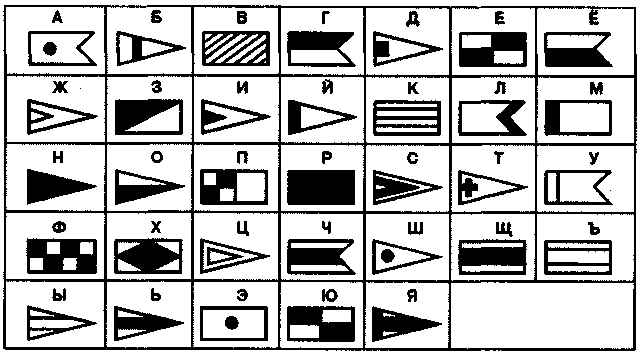 А Б В Г Д Е Ё
Ж З И Й К Л М
Н О П Р С Т У
Ф Х Ц Ч Ш Щ Ъ
Ы Ь Э Ю Я